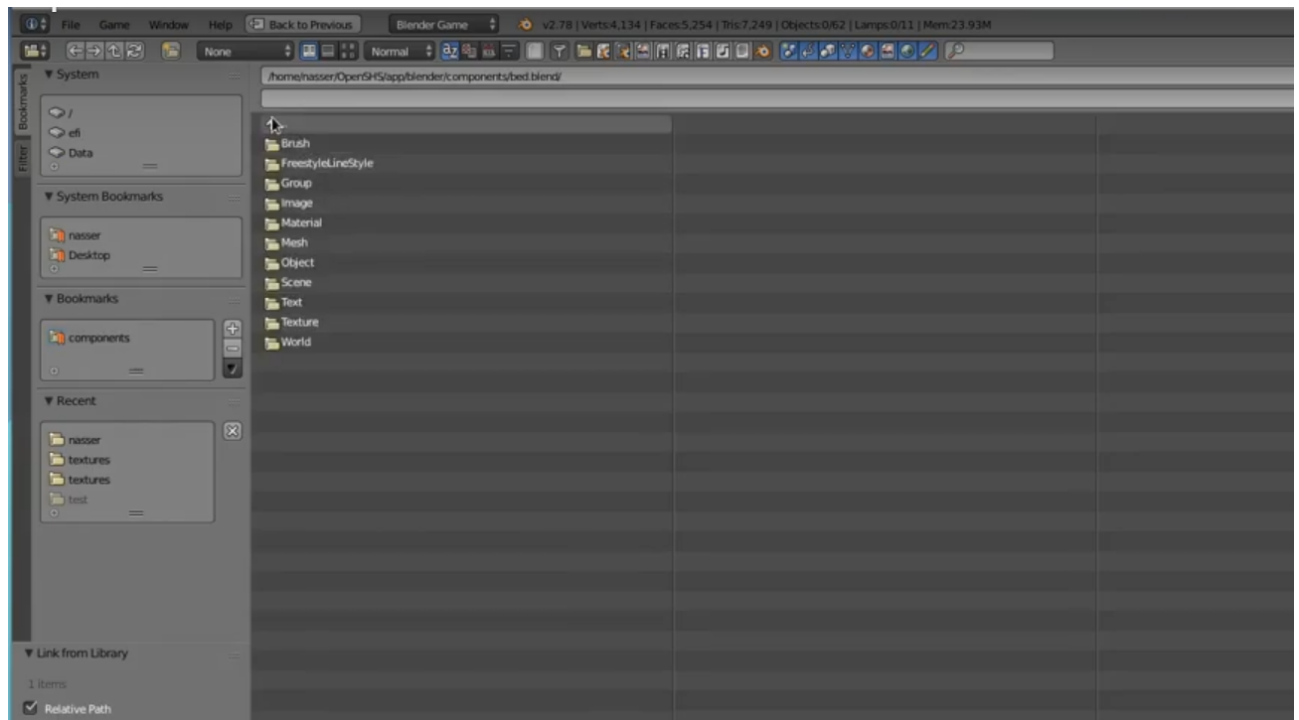 File Game Window Help Back to Previous Blender Game v2.78 | Verts:4,134 | Faces:5,254 | Tris:7,249 | Objects:0/62 | Lamps:0/11 | Mem:23.93M
None Normal
Bookmarks
Filter
System
/
efi
Data
System Bookmarks
nasser
Desktop
Bookmarks
components
Recent
nasser
textures
textures
test
Link from Library
1 items
Relative Path
/home/nasser/OpenSHS/app/blender/components/bed.blend/
..
Brush
FreestyleLineStyle
Group
Image
Material
Mesh
Object
Scene
Text
Texture
World